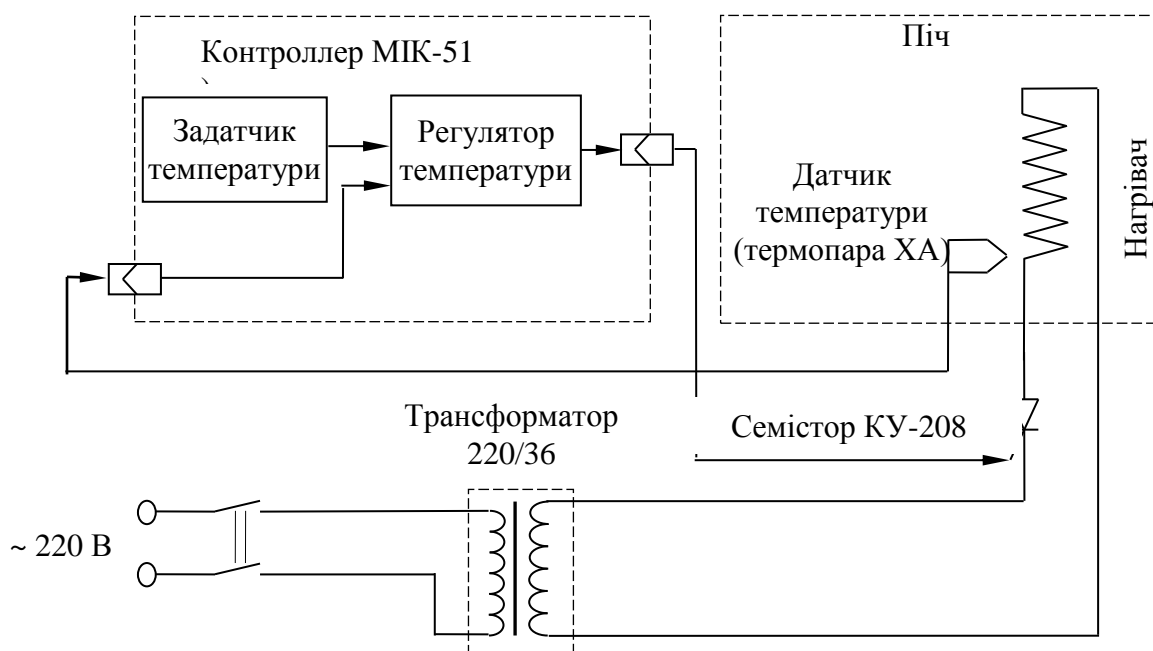 Контроллер МІК-51
)
Піч
Задатчик
температури
Регулятор
температури
Датчик
температури
(термопара ХА)
Нагрівач
Трансформатор
220/36
Семістор КУ-208
~ 220 В